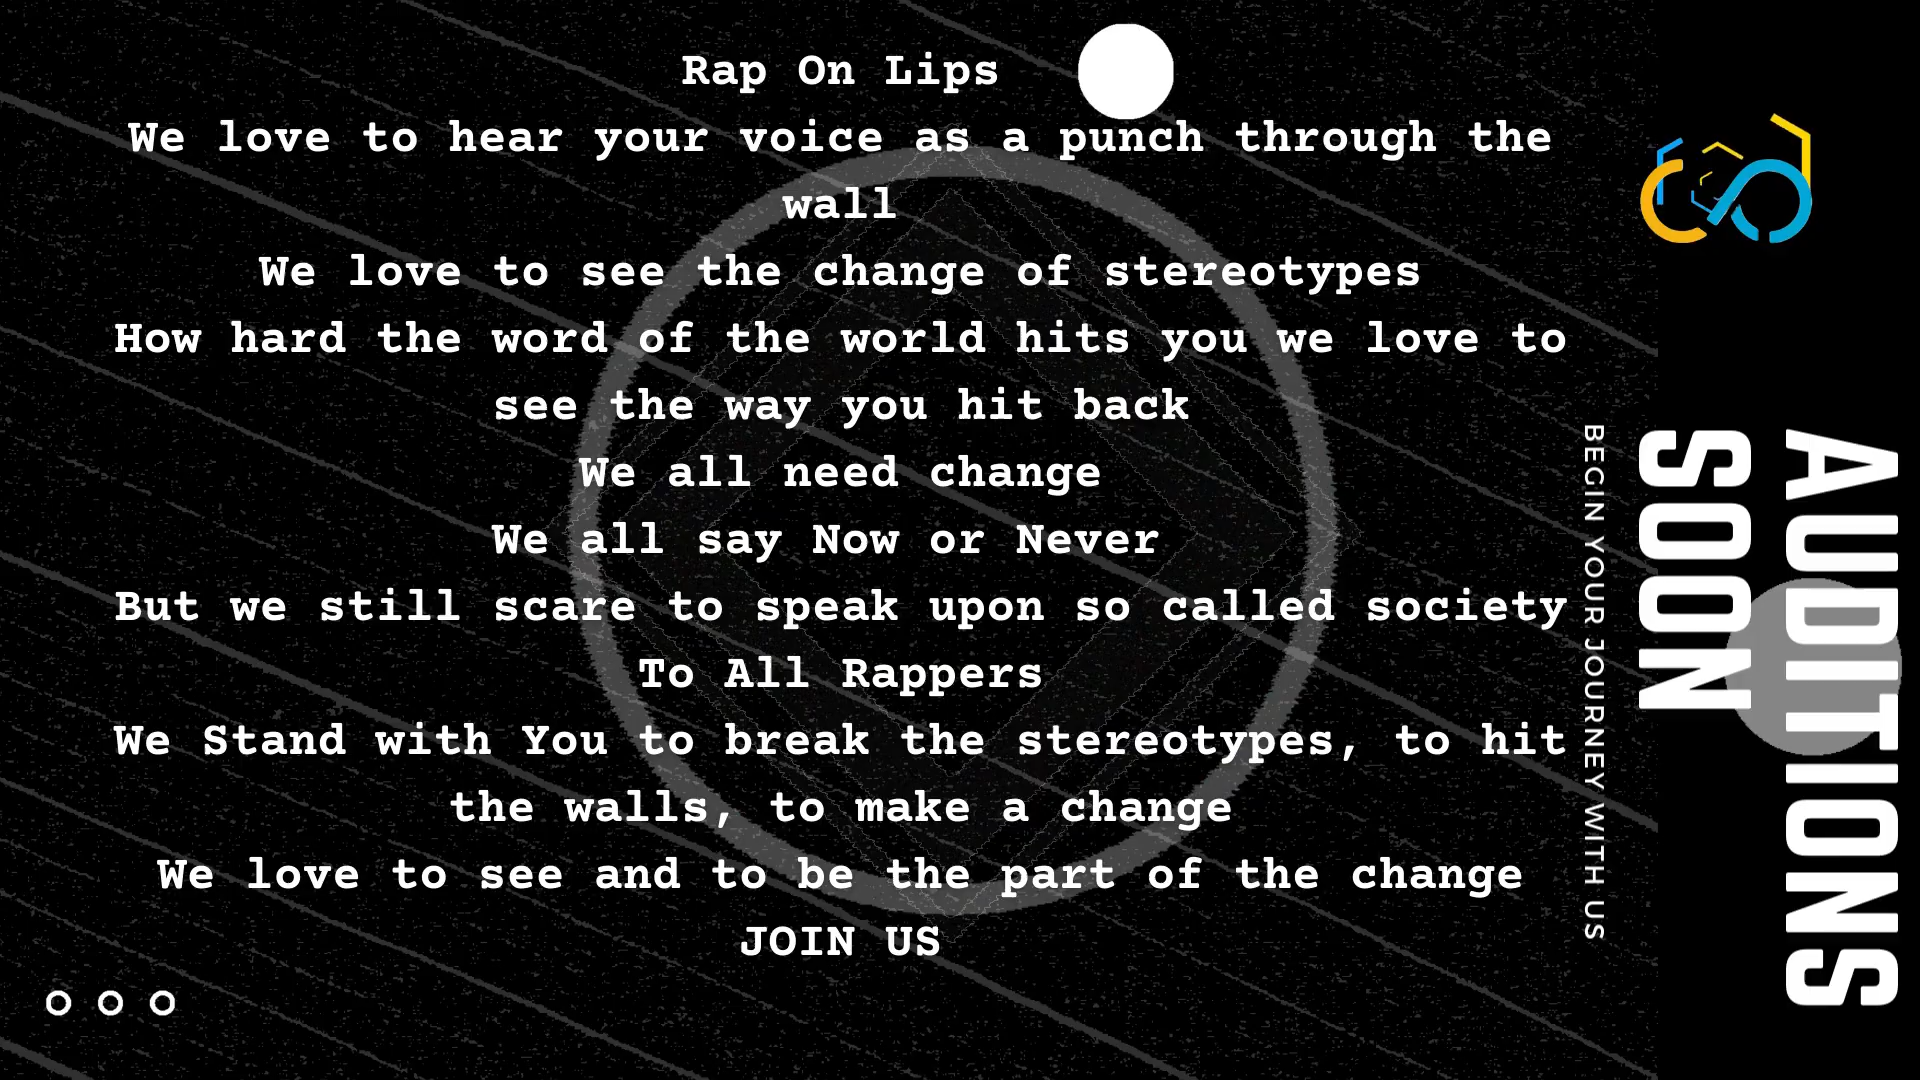 Rap On Lips
We love to hear your voice as a punch through the
wall
We love to see the change of stereotypes
How hard the word of the world hits you we love to
see the way you hit back
We all need change
We all say Now or Never
But we still scare to speak upon so called society
To All Rappers
We Stand with You to break the stereotypes, to hit
the walls, to make a change
We love to see and to be the part of the change
JOIN US
AUDITIONS
SOON
BEGIN YOUR JOURNEY WITH US